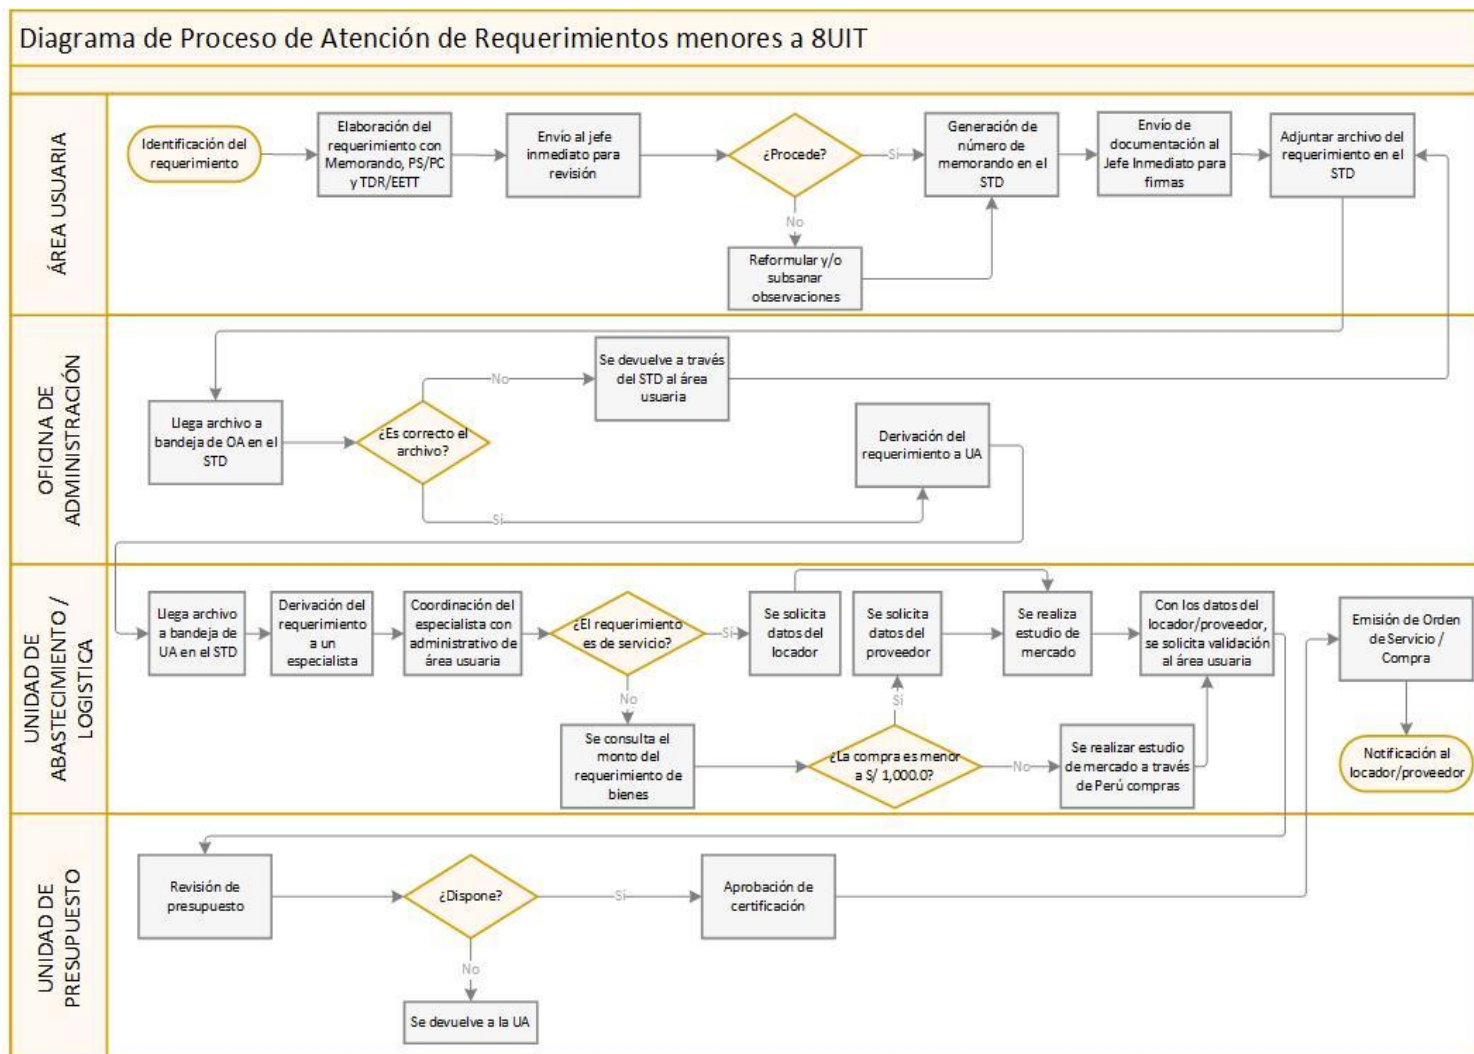 Diagrama de Proceso de Atención de Requerimientos menores a 8UIT
ÁREA USUARIA
Identificación del
requerimiento
Elaboración del
requerimiento con
Memorando, PS/PC
y TDR/EETT
Envío al jefe
inmediato para
revisión
¿Procede?
Sí
No
Reformular y/o
subsanar
observaciones
Generación de
número de
memorando en el
STD
Envío de
documentación al
Jefe Inmediato para
firmas
Adjuntar archivo del
requerimiento en el
STD
OFICINA DE
ADMINISTRACIÓN
Llega archivo a
bandeja de OA en el
STD
¿Es correcto el
archivo?
No
Sí
Se devuelve a través
del STD al área
usuaria
Derivación del
requerimiento a UA
UNIDAD DE
ABASTECIMIENTO /
LOGISTICA
Llega archivo
a bandeja de
UA en el STD
Derivación del
requerimiento
a un
especialista
Coordinación del
especialista con
administrativo de
área usuaria
¿El requerimiento
es de servicio?
Sí
No
Se solicita
datos del
locador
Se solicita
datos del
proveedor
Se realiza
estudio de
mercado
Con los datos del
locador/proveedor,
se solicita validación
al área usuaria
Emisión de Orden
de Servicio /
Compra
Se consulta el
monto del
requerimiento de
bienes
¿La compra es menor
a S/ 1,000.0?
Sí
No
Se realizar estudio
de mercado a través
de Perú compras
Notificación al
locador/proveedor
UNIDAD DE
PRESUPUESTO
Revisión de
presupuesto
¿Dispone?
Sí
No
Aprobación de
certificación
Se devuelve a la UA